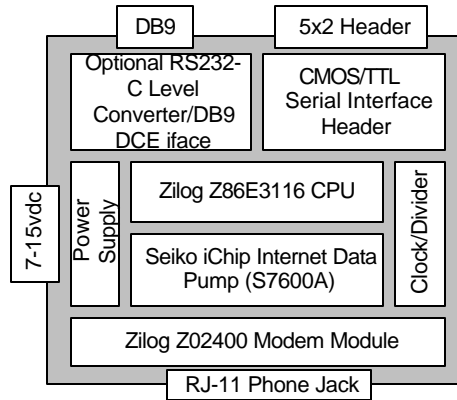 DB9
5x2 Header
Optional RS232-
C Level
Converter/DB9
DCE iface
CMOS/TTL
Serial Interface
Header
7-15vdc
Power
Supply
Zilog Z86E3116 CPU
Seiko iChip Internet Data
Pump (S7600A)
Clock/Divider
Zilog Z02400 Modem Module
RJ-11 Phone Jack